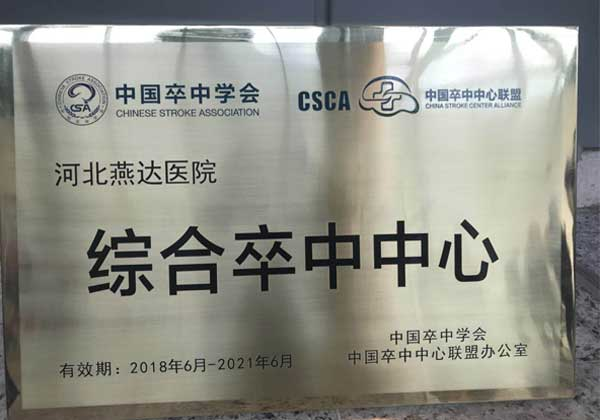 中国卒中学会
CHINESE STROKE ASSOCIATION
CSA
CSCA
中国卒中中心联盟
CHINA STROKE CENTER ALLIANCE
河北燕达医院
综合卒中中心
中国卒中学会
有效期：2018年6月-2021年6月
中国卒中中心联盟办公室